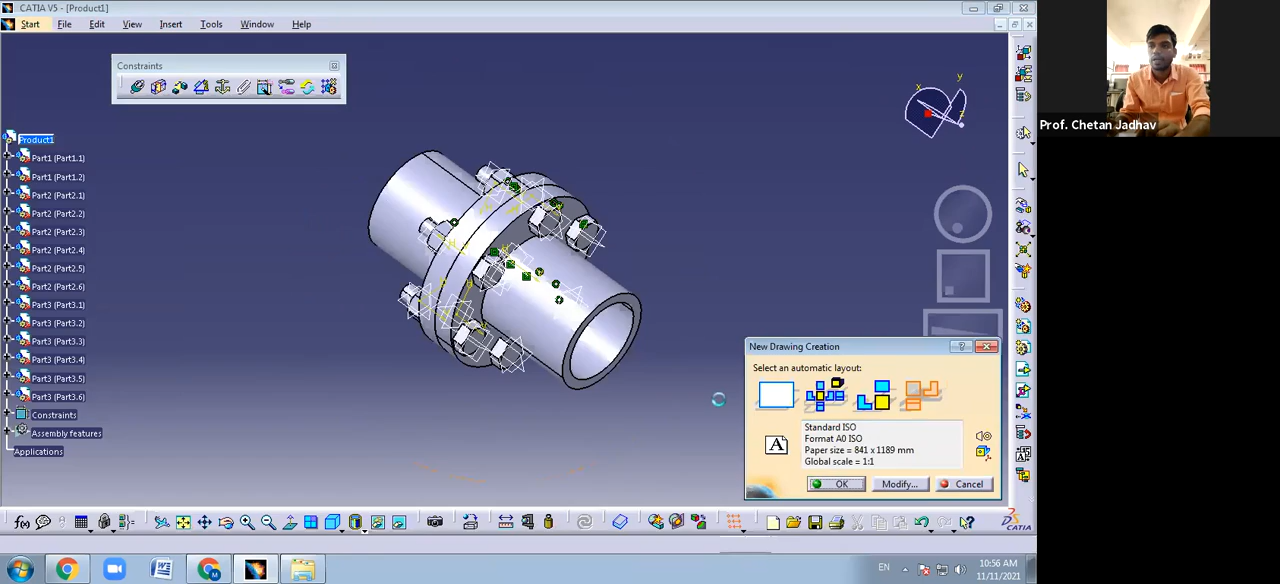 CATIA V5 - [Product1]
Start File Edit View Insert Tools Window Help
Constraints
x y z
Prof. Chetan Jadhav
Product1
Part1 (Part1.1)
Part1 (Part1.2)
Part2 (Part2.1)
Part2 (Part2.2)
Part2 (Part2.3)
Part2 (Part2.4)
Part2 (Part2.5)
Part2 (Part2.6)
Part3 (Part3.1)
Part3 (Part3.2)
Part3 (Part3.3)
Part3 (Part3.4)
Part3 (Part3.5)
Part3 (Part3.6)
Constraints
Assembly features
Applications
New Drawing Creation
Select an automatic layout:
A
Standard ISO
Format A0 ISO
Paper size = 841 x 1189 mm
Global scale = 1:1
OK Modify... Cancel
f(x)
CATIA
EN
10:56 AM
11/11/2021